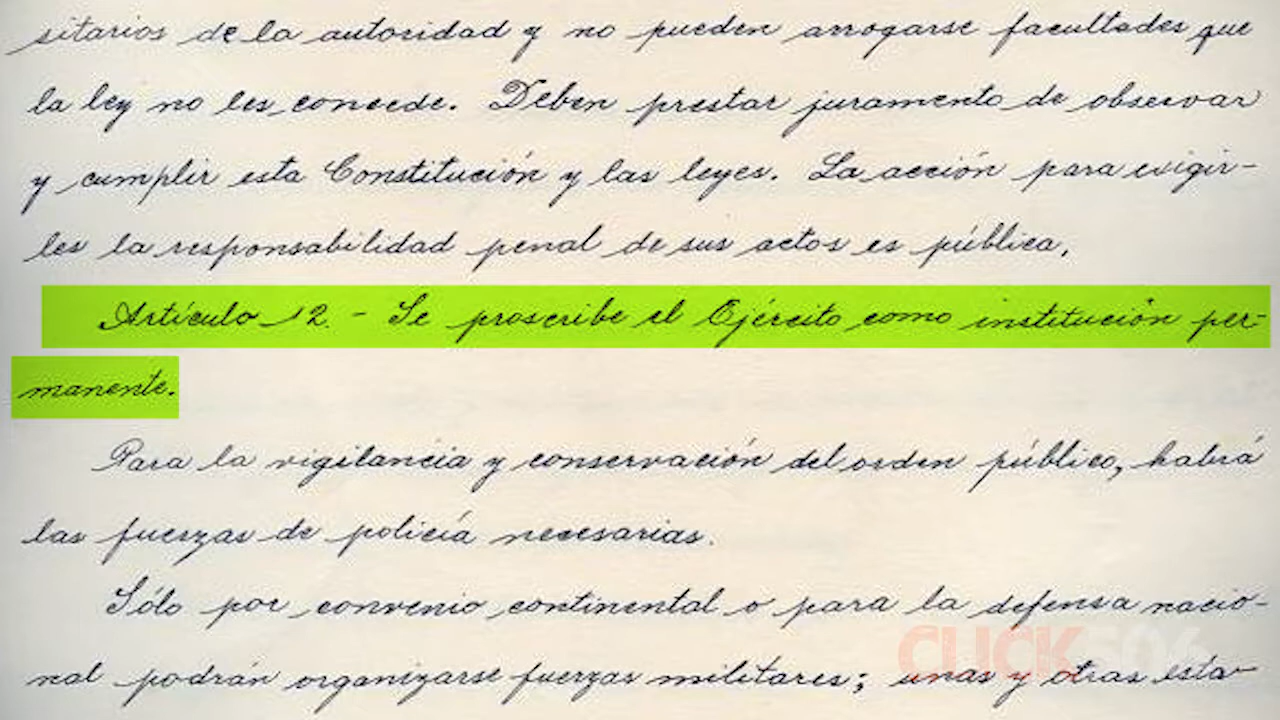 sitarios de la autoridad y no pueden arrogarse facultades que
la ley no les concede. Deben prestar juramento de observar
y cumplir esta Constitución y las leyes. La acción para exigir-
les la responsabilidad penal de sus actos es pública.
Artículo 12. - Se proscribe el Ejército como institución per-
manente.
Para la vigilancia y conservación del orden público, habrá
las fuerzas de policía necesarias.
Sólo por convenio continental o para la defensa nacio-
nal podrán organizarse fuerzas militares; unas y otras esta-
CLICK506